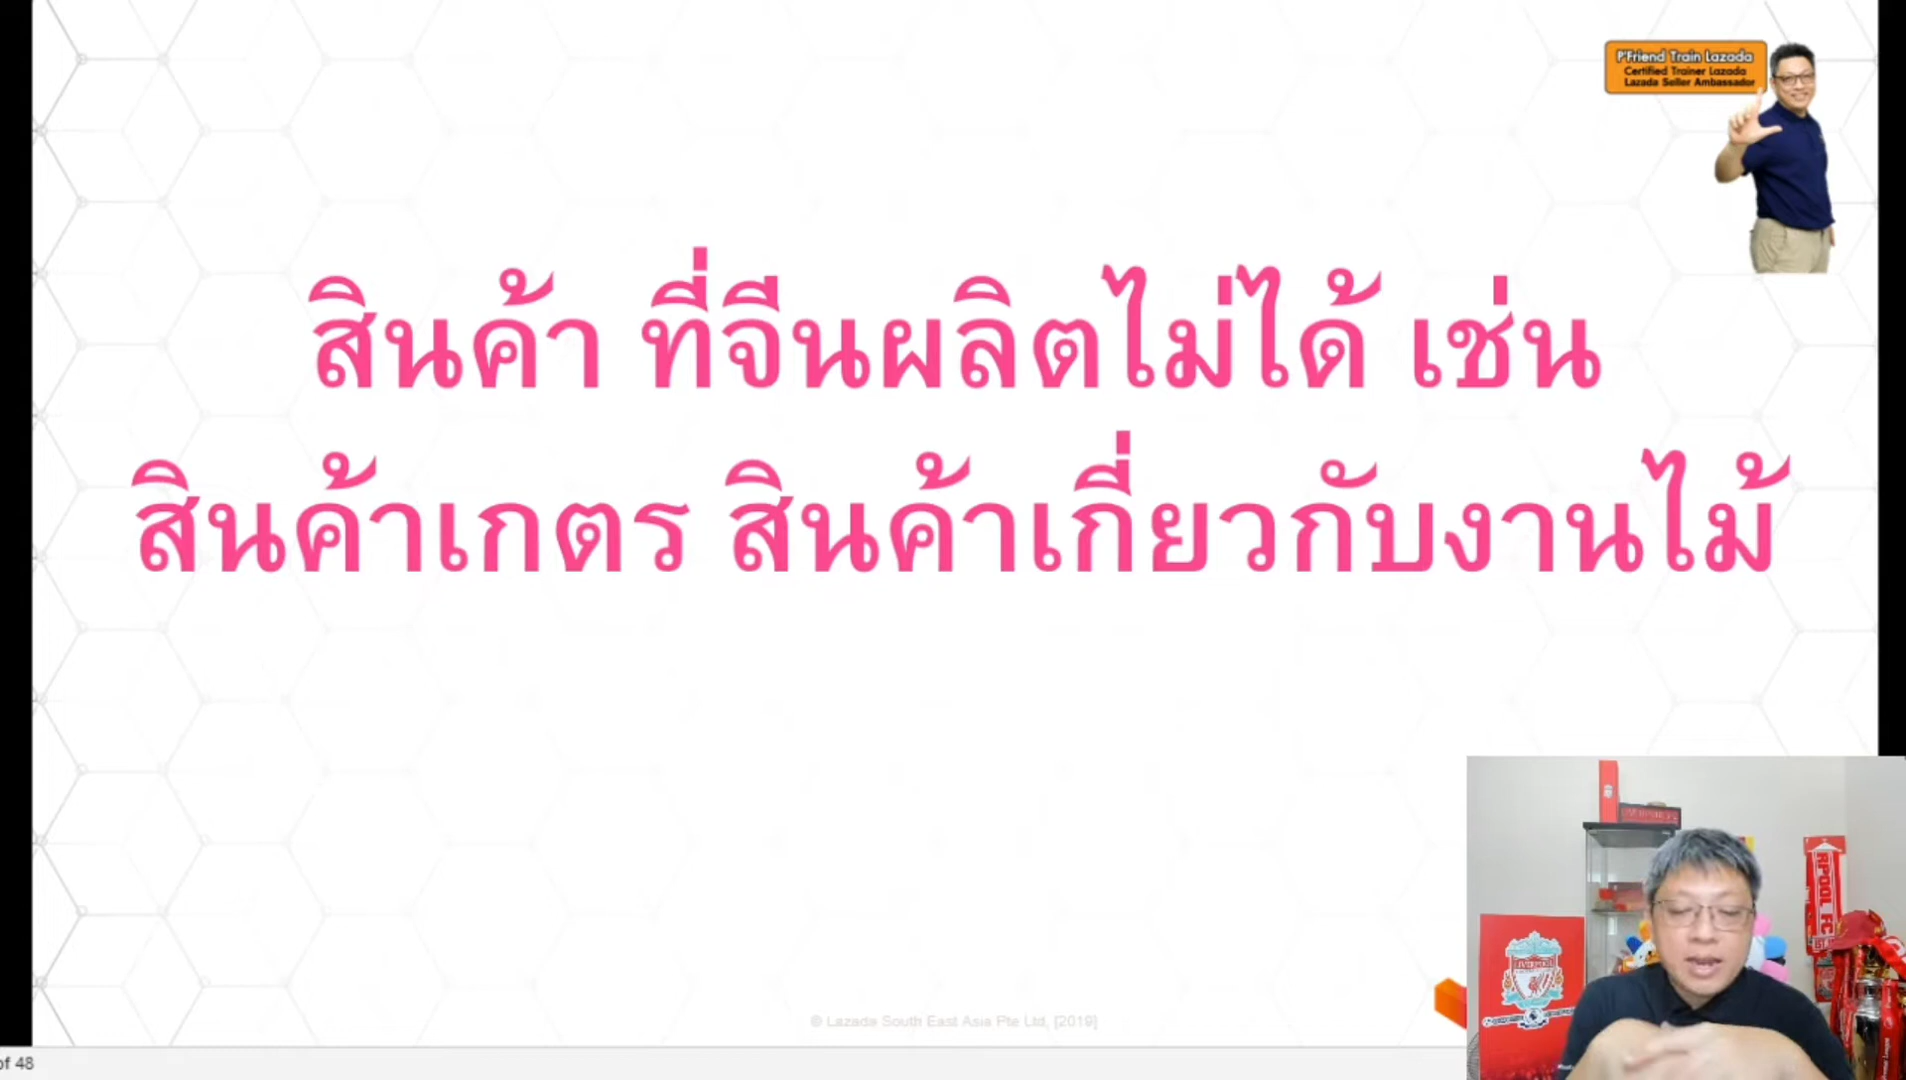 P'Friend Train Lazada
Certified Trainer Lazada
Lazada Seller Ambassador
สินค้า ที่จีนผลิตไม่ได้ เช่น
สินค้าเกตร สินค้าเกี่ยวกับงานไม้
© Lazada South East Asia Pte Ltd, [2019]
of 48
LIVERPOOL
RPOOL FC